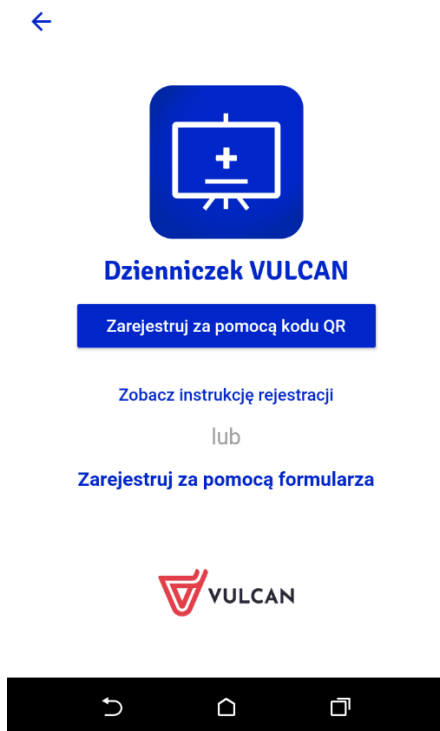 Dzienniczek VULCAN
Zarejestruj za pomocą kodu QR
Zobacz instrukcję rejestracji
lub
Zarejestruj za pomocą formularza
VULCAN